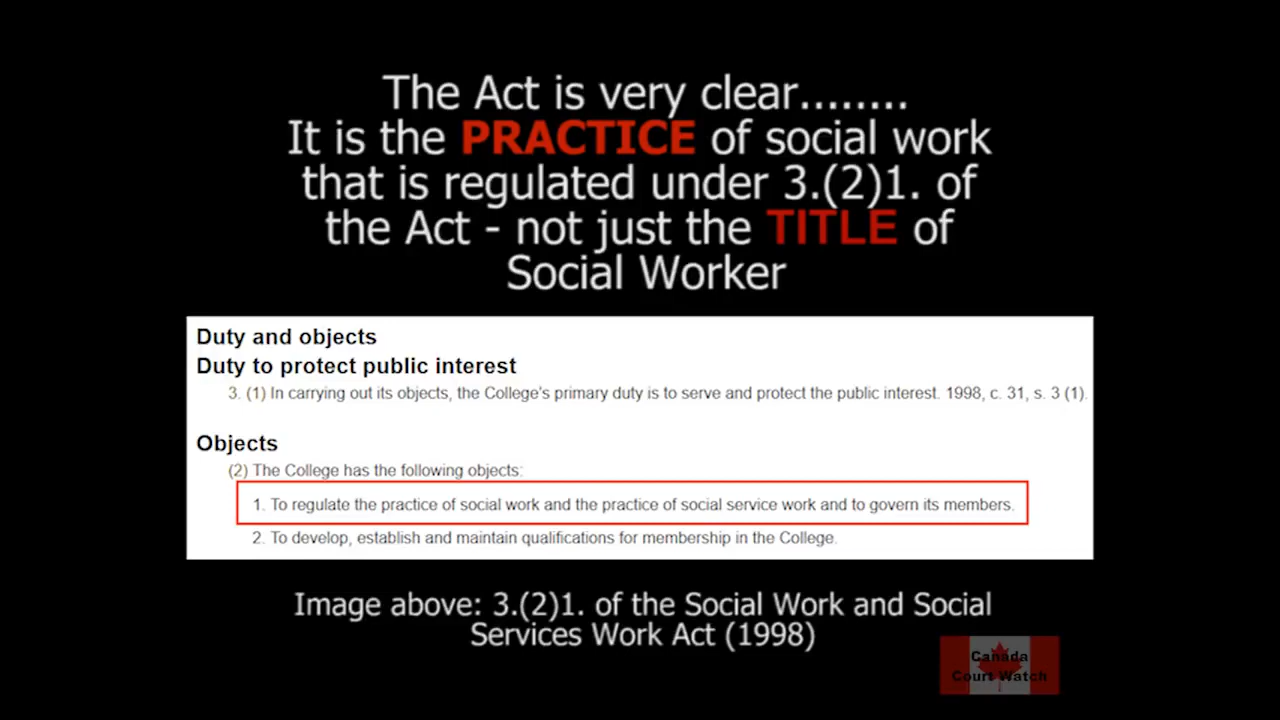 The Act is very clear........
It is the PRACTICE of social work
that is regulated under 3.(2)1. of
the Act - not just the TITLE of
Social Worker
Duty and objects
Duty to protect public interest
3. (1) In carrying out its objects, the College's primary duty is to serve and protect the public interest. 1998, c. 31, s. 3 (1).
Objects
(2) The College has the following objects:
1. To regulate the practice of social work and the practice of social service work and to govern its members.
2. To develop, establish and maintain qualifications for membership in the College.
Image above: 3.(2)1. of the Social Work and Social
Services Work Act (1998)
Canada
Court Watch